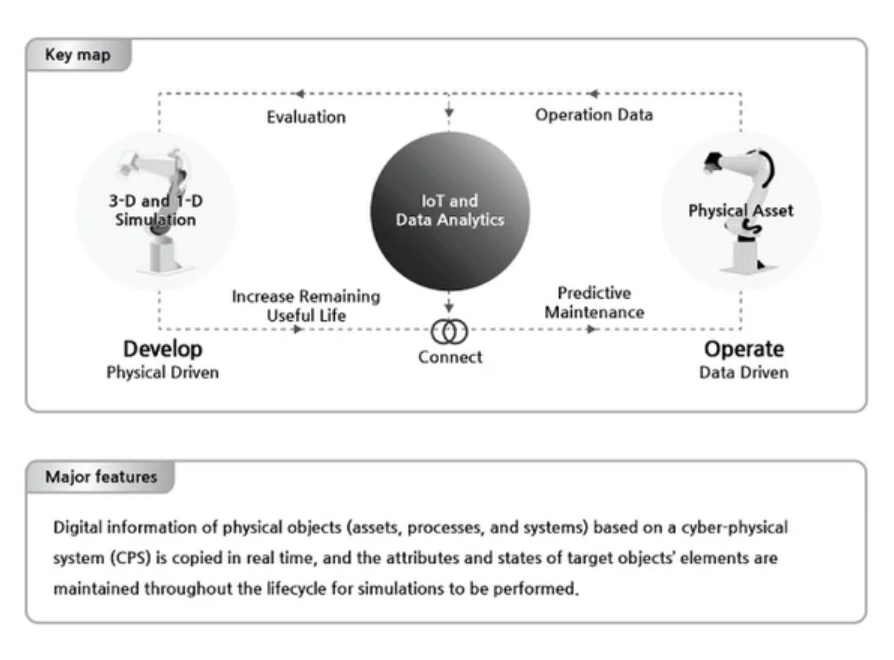 Key map
Evaluation
Operation Data
3-D and 1-D
Simulation
IoT and
Data Analytics
Physical Asset
Increase Remaining
Useful Life
Predictive
Maintenance
Connect
Develop
Physical Driven
Operate
Data Driven
Major features
Digital information of physical objects (assets, processes, and systems) based on a cyber-physical
system (CPS) is copied in real time, and the attributes and states of target objects' elements are
maintained throughout the lifecycle for simulations to be performed.